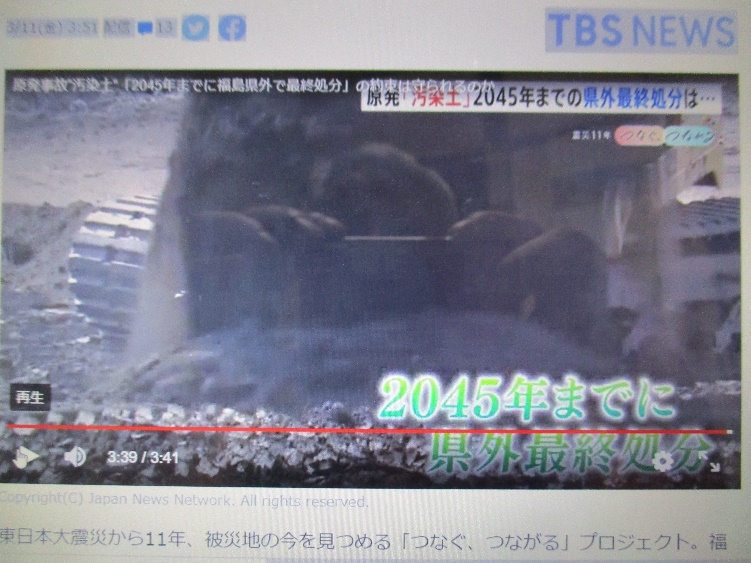 3/11(金) 3:51 配信 13
TBS NEWS
原発事故"汚染土"「2045年までに福島県外で最終処分」の約束は守られるのか
原発「汚染土」2045年までの県外最終処分は…
震災11年 つなぐ、つながる
2045年までに
再生
県外最終処分
3:39 / 3:41
Copyright(C) Japan News Network. All rights reserved.
東日本大震災から11年、被災地の今を見つめる「つなぐ、つながる」プロジェクト。福